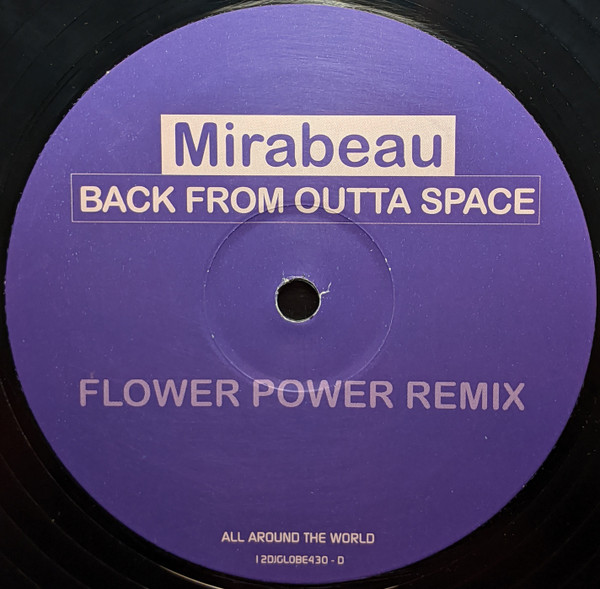 Mirabeau
BACK FROM OUTTA SPACE
FLOWER POWER REMIX
ALL AROUND THE WORLD
12DIGLOBE430 - D